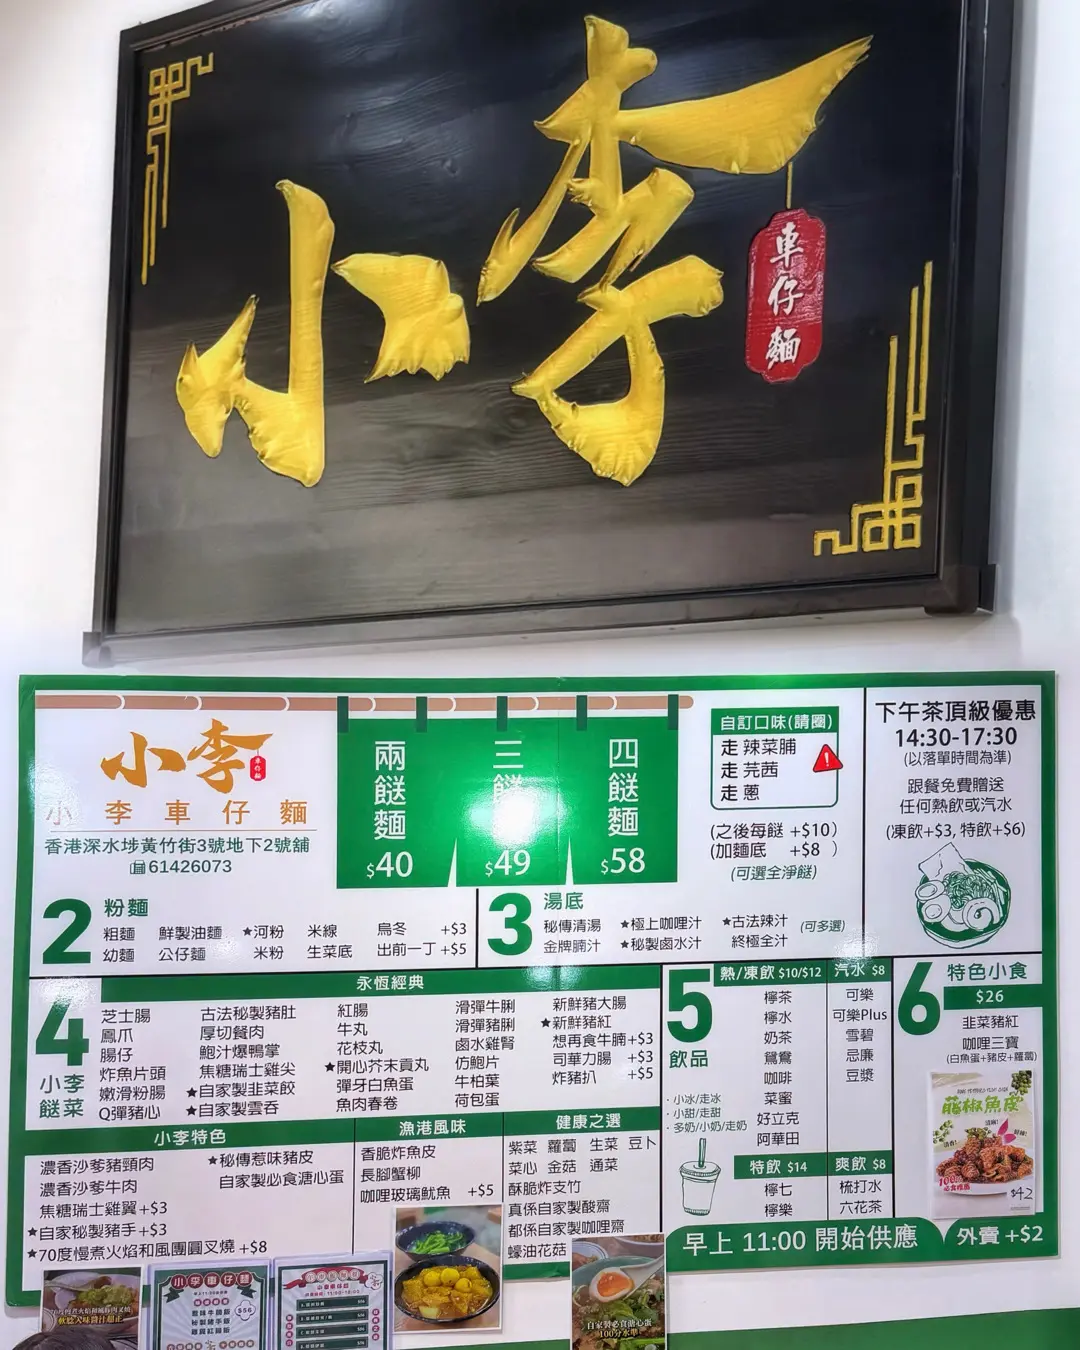 小李
車仔麵
小李
車仔麵
小李車仔麵
香港深水埗黃竹街3號地下2號舖
61426073
兩餸麵
$40
三餸
$49
四餸麵
$58
自訂口味(請圈)
走 辣菜脯
走 芫茜
走 蔥
(之後每餸 +$10)
(加麵底 +$8 )
(可選全淨餸)
下午茶頂級優惠
14:30-17:30
(以落單時間為準)
跟餐免費贈送
任何熱飲或汽水
(凍飲+$3, 特飲+$6)
2 粉麵
粗麵 鮮製油麵 ★河粉 米線 烏冬 +$3
幼麵 公仔麵 米粉 生菜底 出前一丁 +$5
3 湯底
秘傳清湯 ★極上咖哩汁 ★古法辣汁 (可多選)
金牌腩汁 ★秘製鹵水汁 終極全汁
4
小李
餸菜
永恆經典
芝士腸
鳳爪
腸仔
炸魚片頭
嫩滑粉腸
Q彈豬心
古法秘製豬肚
厚切餐肉
鮑汁爆鴨掌
焦糖瑞士雞尖
★自家製韭菜餃
★自家製雲吞
紅腸
牛丸
花枝丸
★開心芥末貢丸
彈牙白魚蛋
魚肉春卷
滑彈牛脷
滑彈豬脷
鹵水雞腎
仿鮑片
牛柏葉
荷包蛋
新鮮豬大腸
★新鮮豬紅
想再食牛腩+$3
司華力腸 +$3
炸豬扒 +$5
小李特色
濃香沙爹豬頸肉
濃香沙爹牛肉
焦糖瑞士雞翼+$3
★自家秘製豬手+$3
★70度慢煮火焰和風團圓叉燒 +$8
★秘傳惹味豬皮
自家製必食溏心蛋
漁港風味
香脆炸魚皮
長腳蟹柳
咖哩玻璃魷魚 +$5
健康之選
紫菜 蘿蔔 生菜 豆卜
菜心 金菇 通菜
酥脆炸支竹
真係自家製酸齋
都係自家製咖哩齋
蠔油花菇
5
飲品
· 小冰/走冰
· 小甜/走甜
· 多奶/小奶/走奶
熱/凍飲 $10/$12
檸茶
檸水
奶茶
鴛鴦
咖啡
菜蜜
好立克
阿華田
汽水 $8
可樂
可樂Plus
雪碧
忌廉
豆漿
特飲 $14
檸七
檸樂
爽飲 $8
梳打水
六花茶
6 特色小食
$26
韭菜豬紅
咖哩三寶
(白魚蛋+豬皮+蘿蔔)
藤椒魚皮
$42
早上 11:00 開始供應
外賣 +$2
小李車仔麵
$56
自家製必食溏心蛋
100分水準